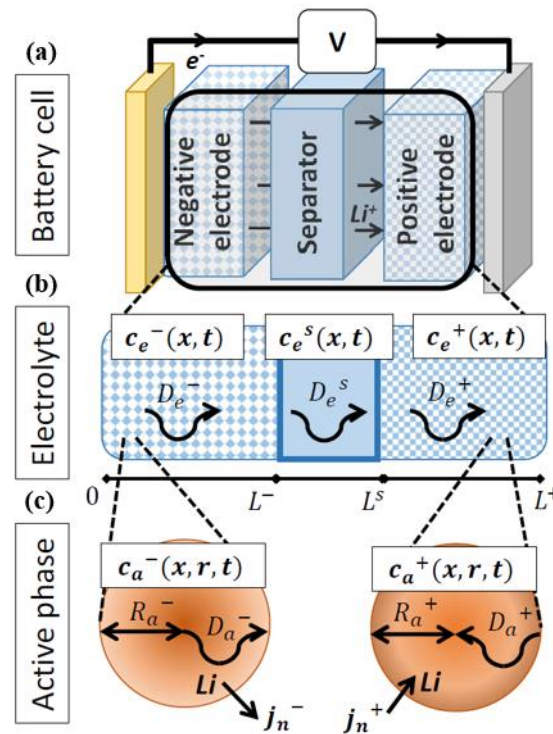 (a)
Battery cell
V
e⁻
Negative
electrode
Separator
Li⁺
Positive
electrode
(b)
Electrolyte
cₑ⁻(x, t)
cₑˢ(x, t)
cₑ⁺(x, t)
Dₑ⁻
Dₑˢ
Dₑ⁺
0
L⁻
Lˢ
L⁺
(c)
Active phase
cₐ⁻(x, r, t)
cₐ⁺(x, r, t)
Rₐ⁻
Dₐ⁻
Rₐ⁺
Dₐ⁺
Li
Li
jₙ⁻
jₙ⁺